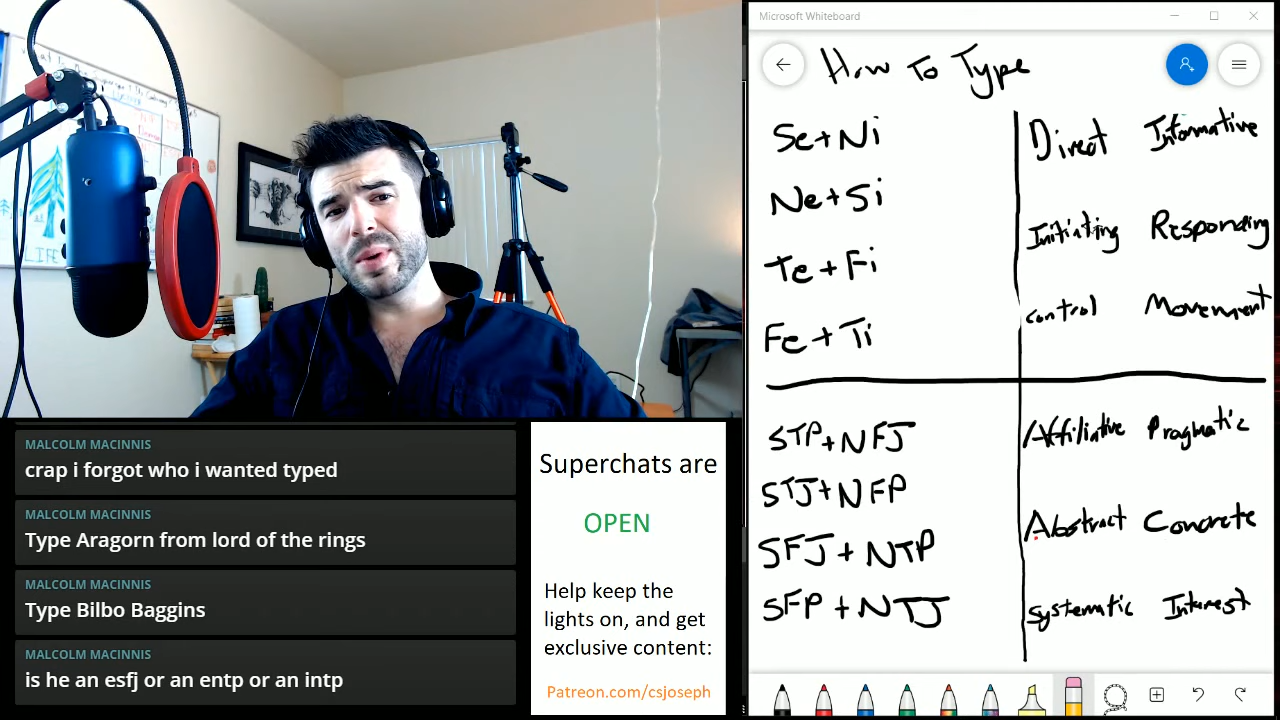 Microsoft Whiteboard
How To Type
Se+Ni
Ne+Si
Te+Fi
Fe+Ti
Direct Informative
Initiating Responding
control Movement
STP+NFJ
STJ+NFP
SFJ+NTP
SFP+NTJ
Affiliative Pragmatic
Abstract Concrete
Systematic Interest
LIFE
MALCOLM MACINNIS
crap i forgot who i wanted typed
MALCOLM MACINNIS
Type Aragorn from lord of the rings
MALCOLM MACINNIS
Type Bilbo Baggins
MALCOLM MACINNIS
is he an esfj or an entp or an intp
Superchats are
OPEN
Help keep the
lights on, and get
exclusive content:
Patreon.com/csjoseph